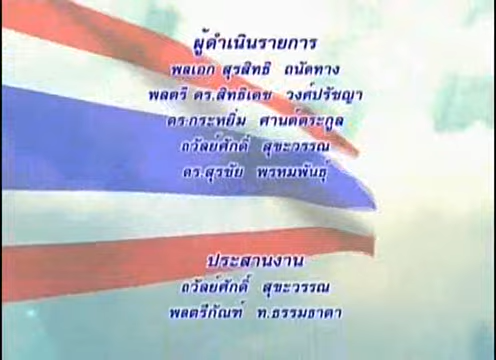 ผู้ดำเนินรายการ
พลเอก สุรสิทธิ ถนัดทาง
พลตรี ดร.สิทธิเดช วงศ์ปรัชญา
ดร.กระหยิ่ม ศานต์ตระกูล
ถวัลย์ศักดิ์ สุขะวรรณ
ดร.สุรชัย พรหมพันธุ์
ประสานงาน
ถวัลย์ศักดิ์ สุขะวรรณ
พลตรีกัณฑ์ ท.ธรรมธาดา